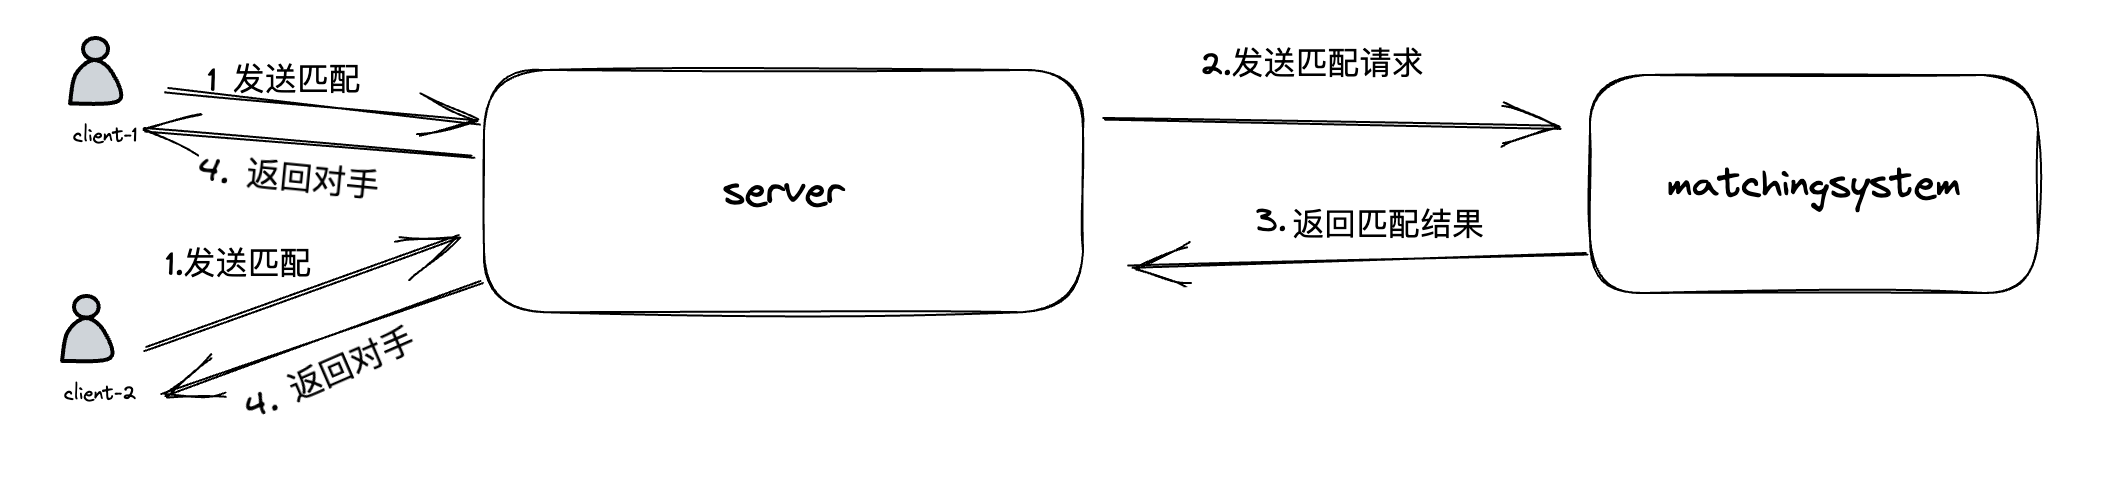 1 发送匹配
client-1
4. 返回对手
1.发送匹配
client-2
4. 返回对手
server
2.发送匹配请求
3. 返回匹配结果
matchingsystem